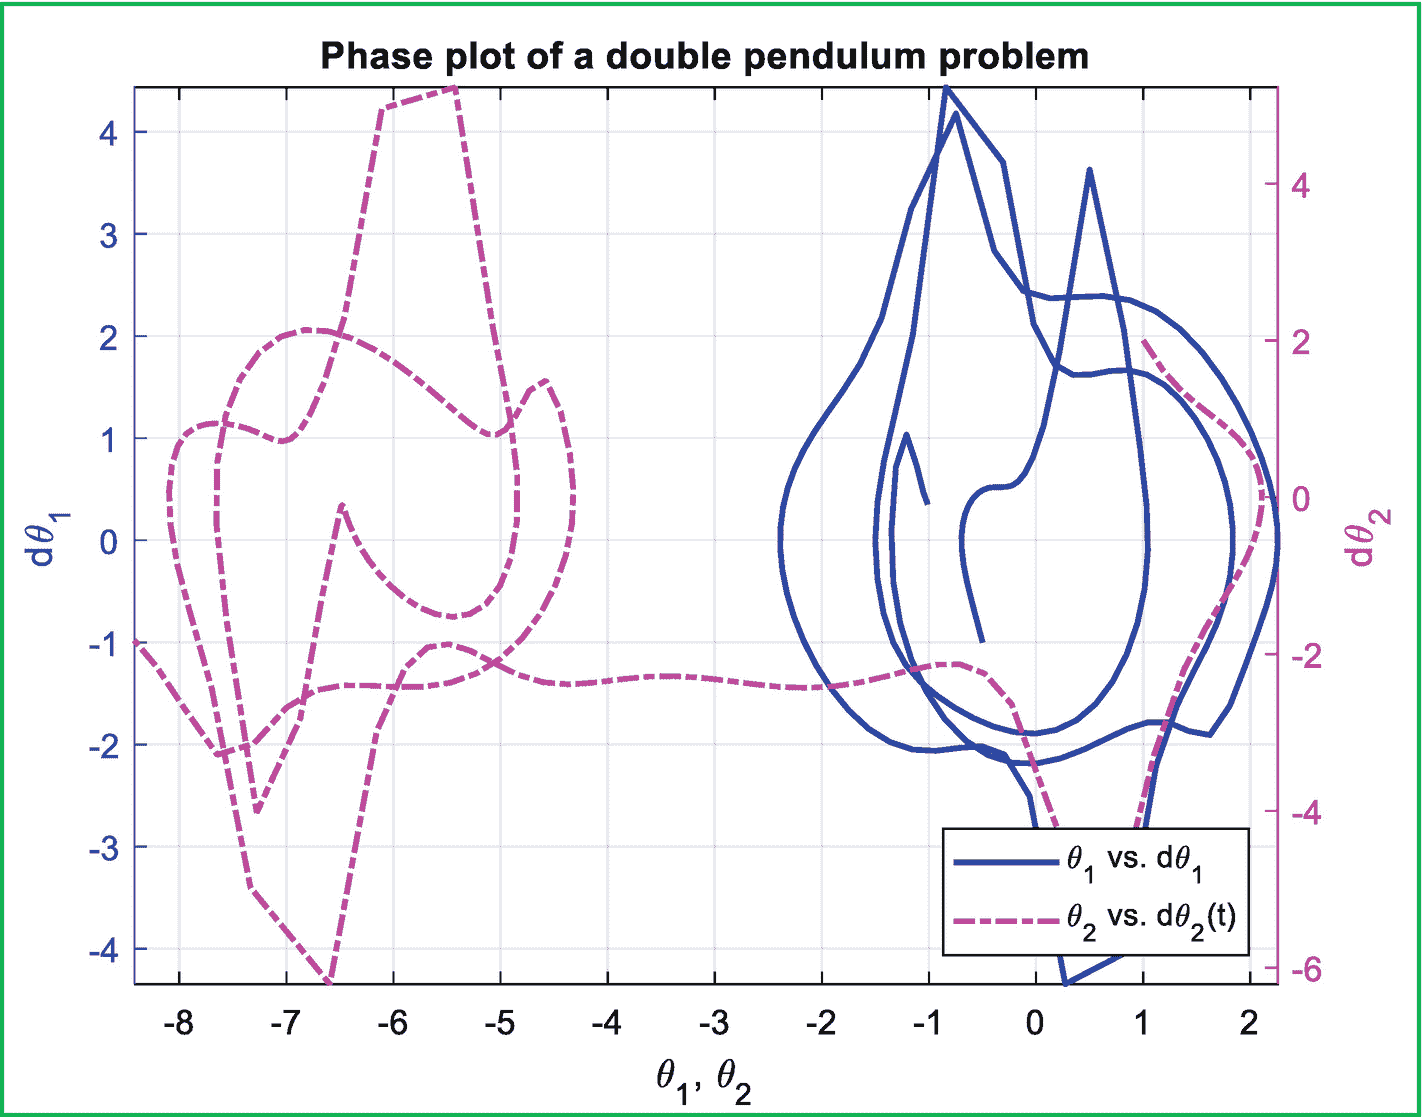 Phase plot of a double pendulum problem
4
3
2
1
0
-1
-2
-3
-4
dθ₁
4
2
0
-2
-4
-6
dθ₂
θ₁ vs. dθ₁
θ₂ vs. dθ₂(t)
-8 -7 -6 -5 -4 -3 -2 -1 0 1 2
θ₁, θ₂